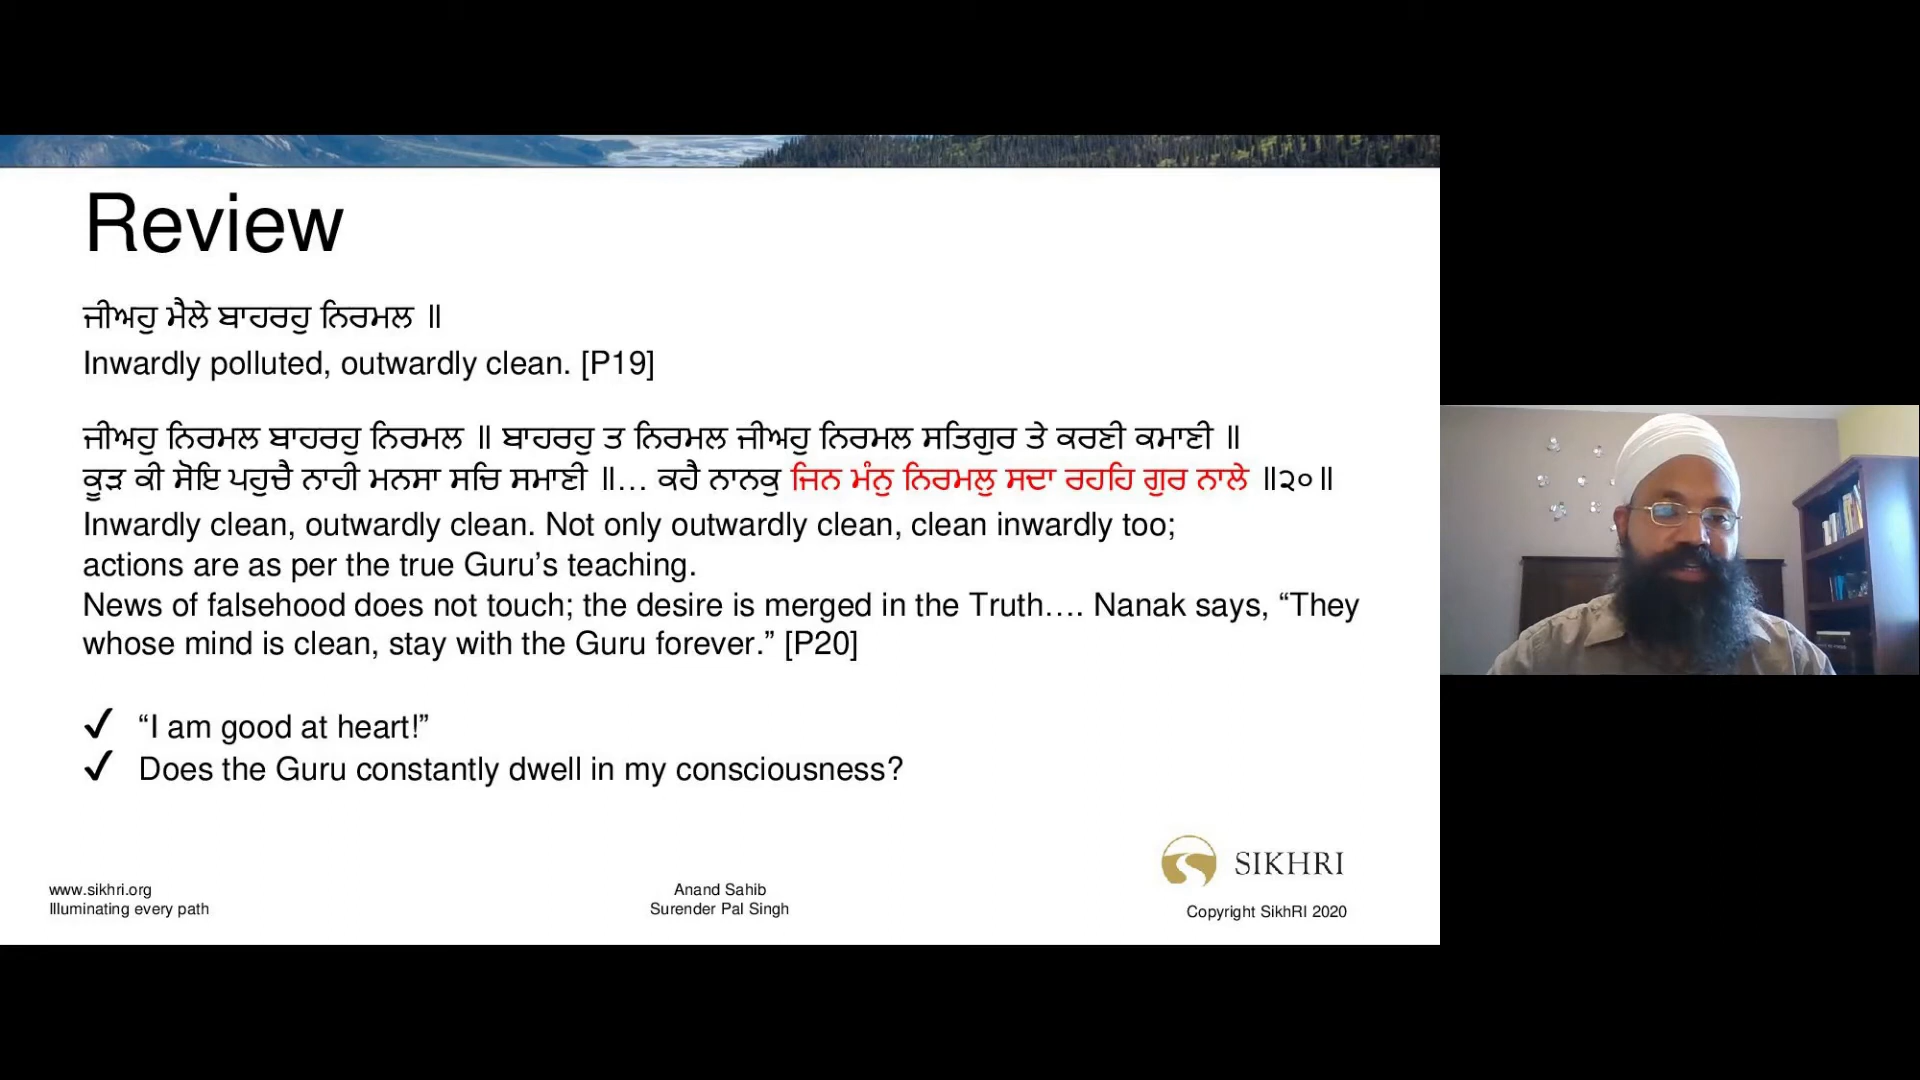 Review
ਜੀਅਹੁ ਮੈਲੇ ਬਾਹਰਹੁ ਨਿਰਮਲ ॥
Inwardly polluted, outwardly clean. [P19]
ਜੀਅਹੁ ਨਿਰਮਲ ਬਾਹਰਹੁ ਨਿਰਮਲ ॥ ਬਾਹਰਹੁ ਤ ਨਿਰਮਲ ਜੀਅਹੁ ਨਿਰਮਲ ਸਤਿਗੁਰ ਤੇ ਕਰਣੀ ਕਮਾਣੀ ॥
ਕੂੜ ਕੀ ਸੋਇ ਪਹੁਚੈ ਨਾਹੀ ਮਨਸਾ ਸਚਿ ਸਮਾਣੀ ॥... ਕਹੈ ਨਾਨਕੁ ਜਿਨ ਮੰਨੁ ਨਿਰਮਲੁ ਸਦਾ ਰਹਹਿ ਗੁਰ ਨਾਲੇ ॥੨੦॥
Inwardly clean, outwardly clean. Not only outwardly clean, clean inwardly too;
actions are as per the true Guru’s teaching.
News of falsehood does not touch; the desire is merged in the Truth…. Nanak says, “They
whose mind is clean, stay with the Guru forever.” [P20]
✓ “I am good at heart!”
✓ Does the Guru constantly dwell in my consciousness?
SIKHRI
www.sikhri.org
Illuminating every path
Anand Sahib
Surender Pal Singh
Copyright SikhRI 2020